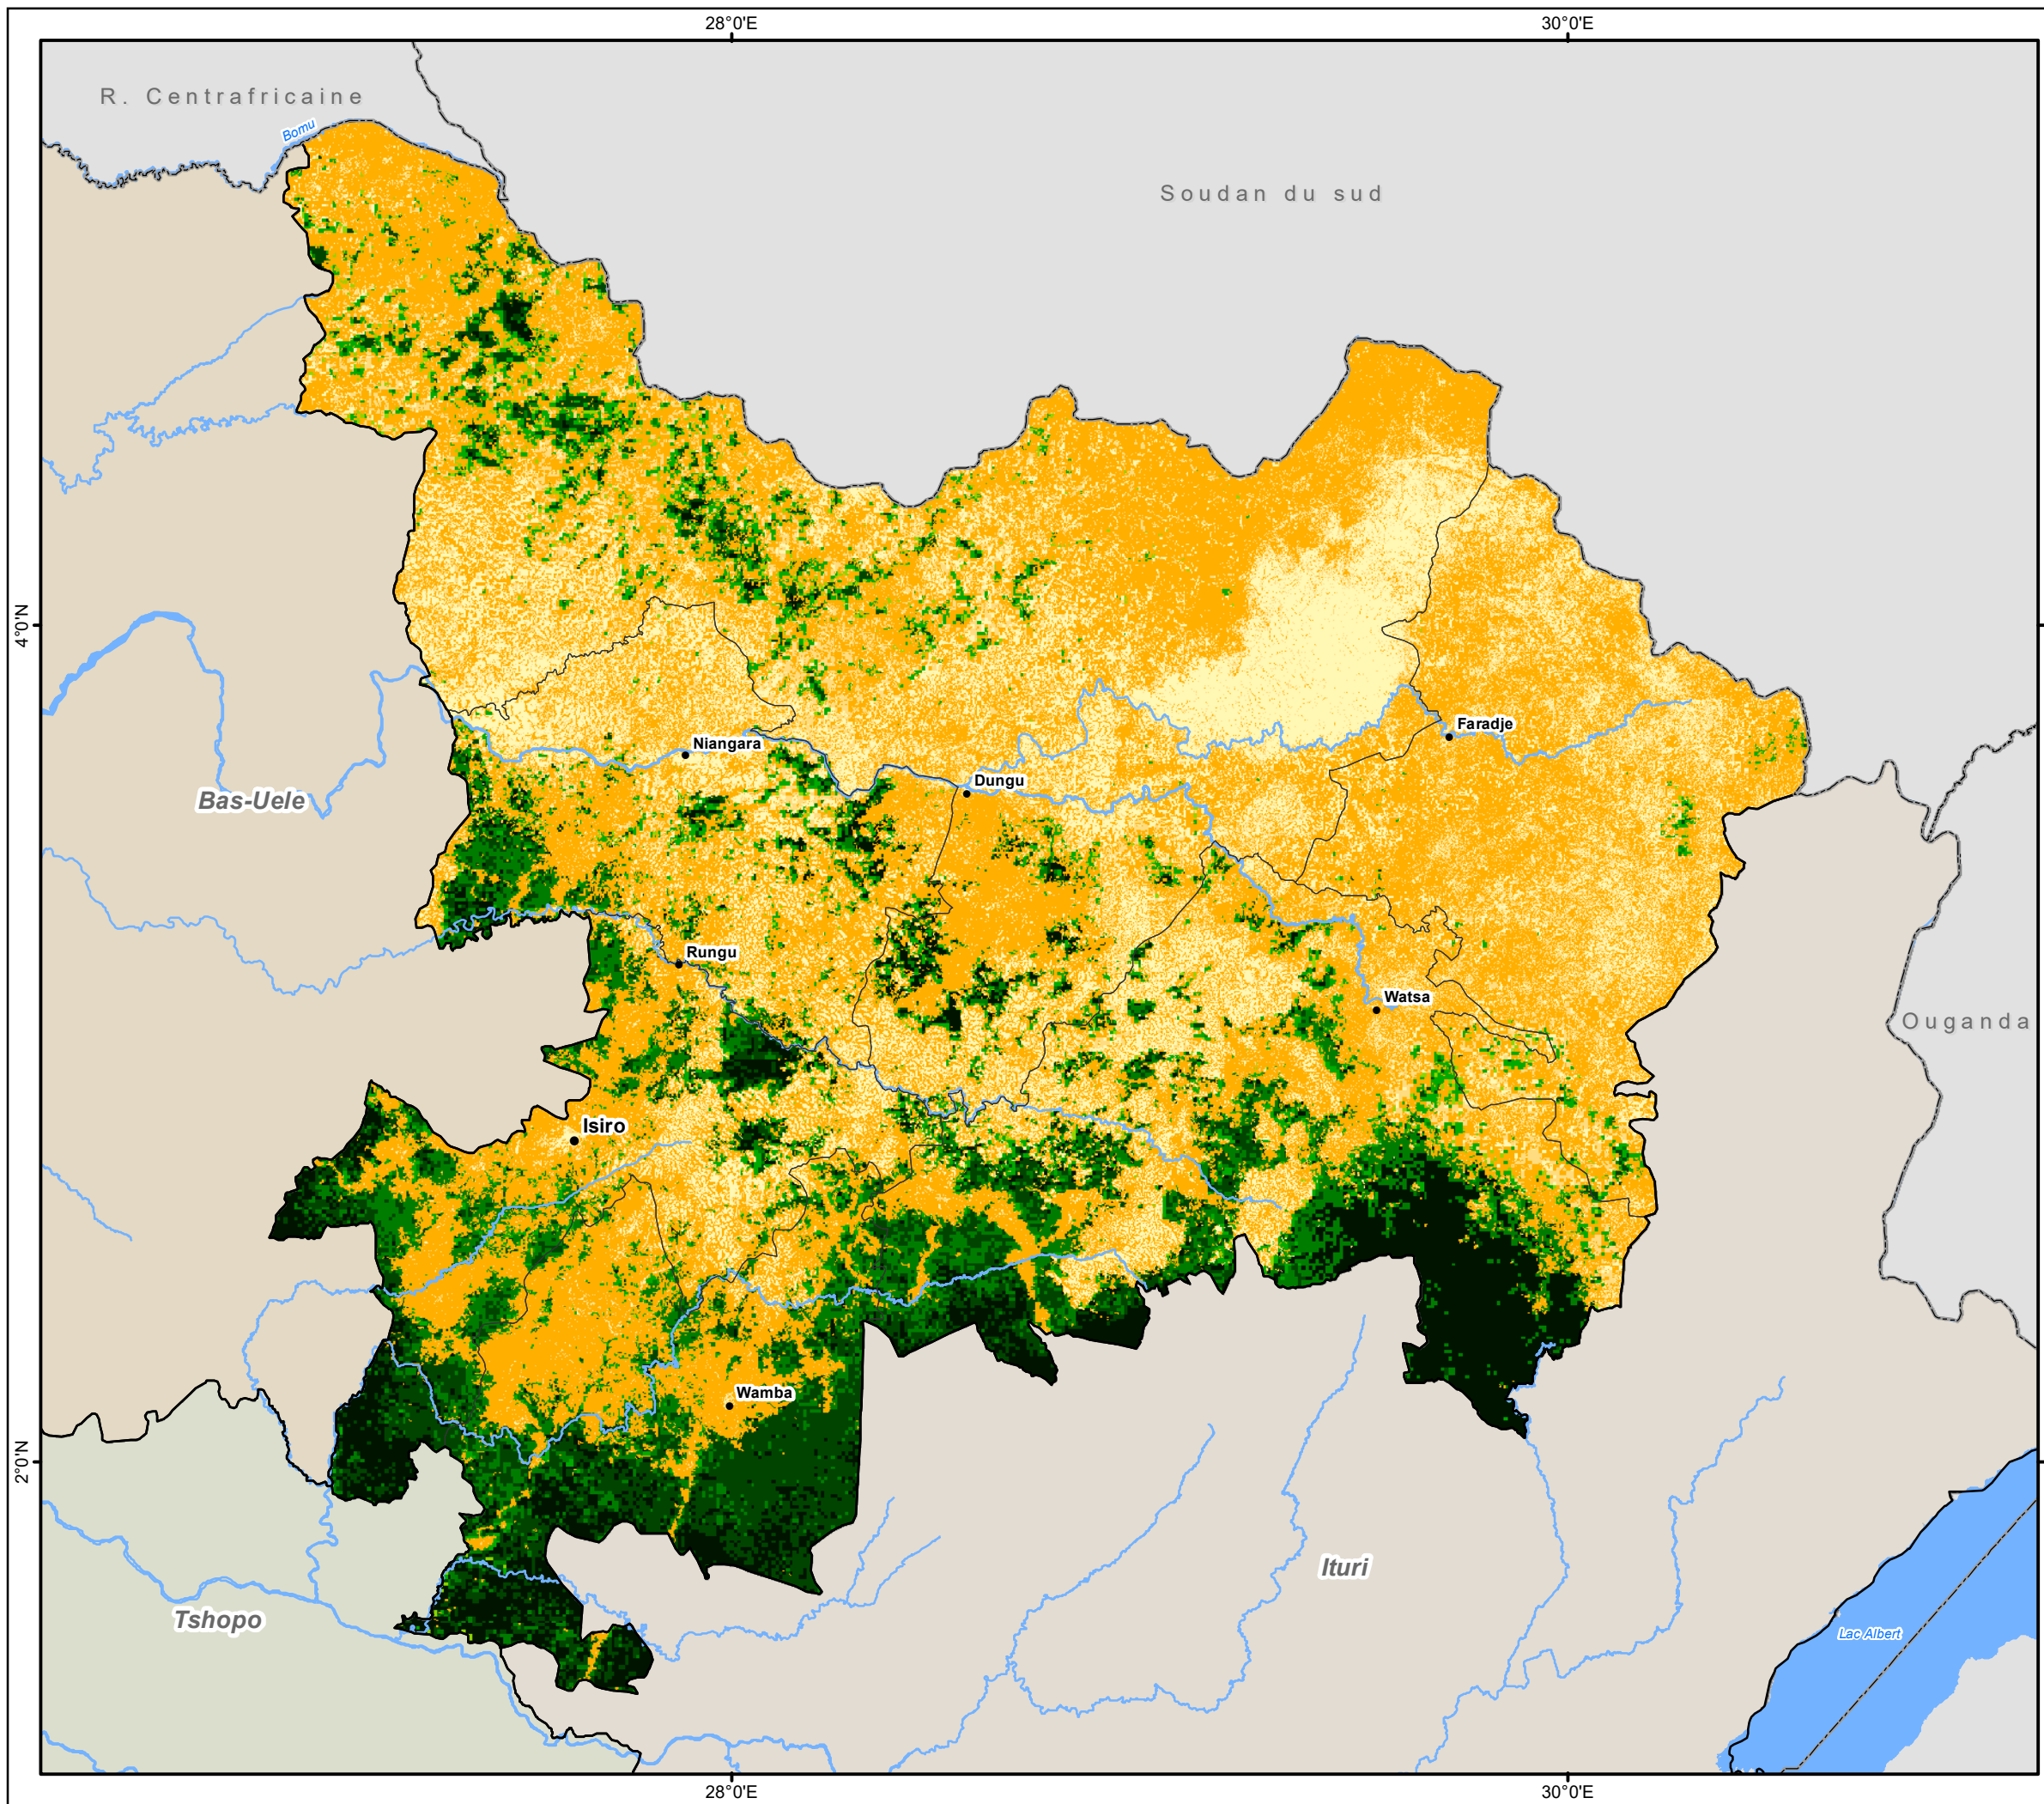 28°0'E
30°0'E
R. Centrafricaine
Bomu
Soudan du sud
4°0'N
Faradje
Niangara
Dungu
Bas-Uele
Rungu
Watsa
Ouganda
Isiro
Wamba
2°0'N
Ituri
Tshopo
Lac Albert
28°0'E
30°0'E